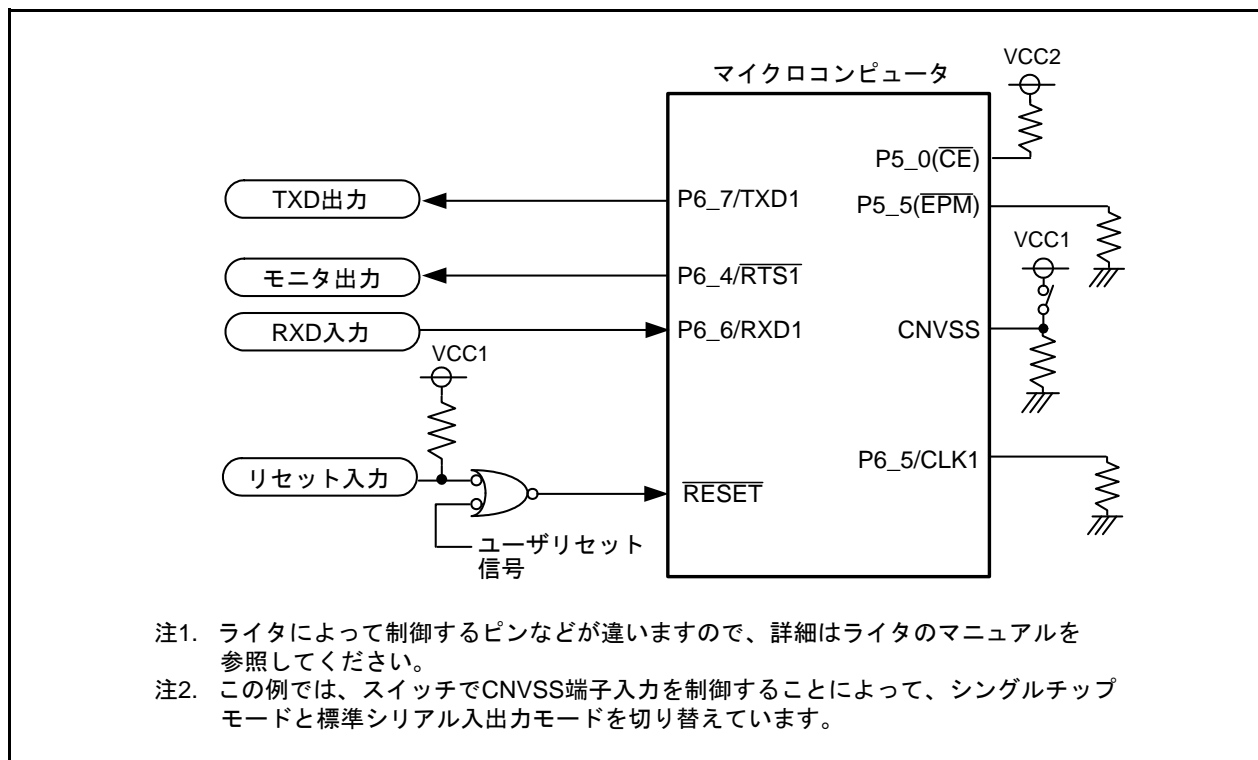 マイクロコンピュータ
VCC2
P5_0(CE)
TXD出力
P6_7/TXD1
P5_5(EPM)
VCC1
モニタ出力
P6_4/RTS1
RXD入力
P6_6/RXD1
CNVSS
VCC1
P6_5/CLK1
リセット入力
RESET
ユーザリセット
信号
注1. ライタによって制御するピンなどが違いますので、詳細はライタのマニュアルを
参照してください。
注2. この例では、スイッチでCNVSS端子入力を制御することによって、シングルチップ
モードと標準シリアル入出力モードを切り替えています。